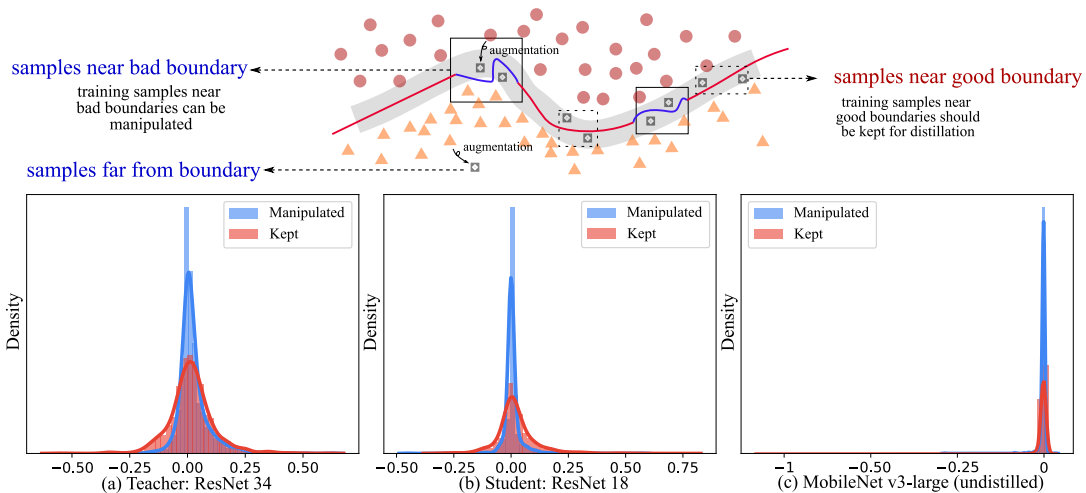 augmentation
samples near bad boundary
training samples near
bad boundaries can be
manipulated
samples near good boundary
training samples near
good boundaries should
be kept for distillation
augmentation
samples far from boundary
Density
Manipulated
Kept
−0.50 −0.25 0.00 0.25 0.50
(a) Teacher: ResNet 34
Density
Manipulated
Kept
−0.50 −0.25 0.00 0.25 0.50 0.75
(b) Student: ResNet 18
Density
Manipulated
Kept
−1 −0.50 −0.25 0
(c) MobileNet v3-large (undistilled)